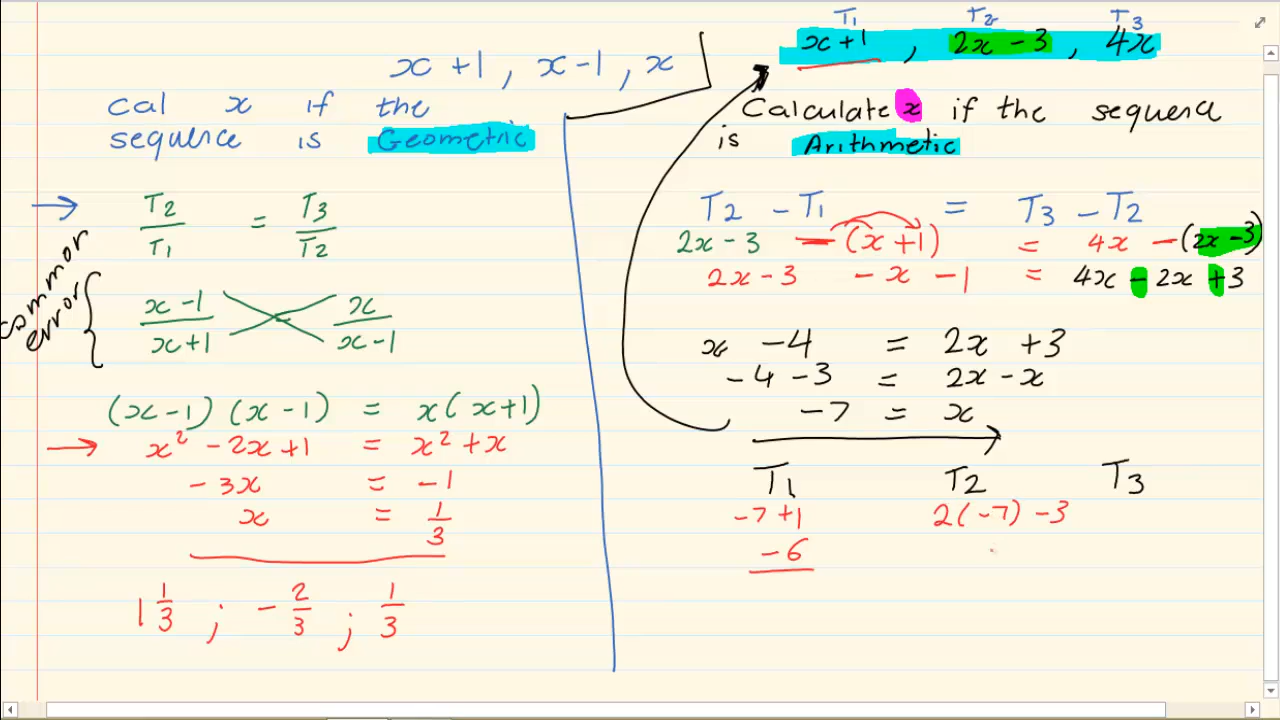 x + 1 , x - 1 , x
cal x if the
sequence is Geometric
T2/T1 = T3/T2
common error
x - 1/x + 1 = x/x - 1
(x - 1) (x - 1) = x(x + 1)
x² - 2x + 1 = x² + x
- 3x = - 1
x = 1/3
1 1/3 ; - 2/3 ; 1/3
T1 T2 T3
x + 1 , 2x - 3 , 4x
Calculate x if the sequence
is Arithmetic
T2 - T1 = T3 - T2
2x - 3 - (x + 1) = 4x - (2x - 3)
2x - 3 - x - 1 = 4x - 2x + 3
x - 4 = 2x + 3
- 4 - 3 = 2x - x
- 7 = x
T1 T2 T3
- 7 + 1 2(- 7) - 3
- 6